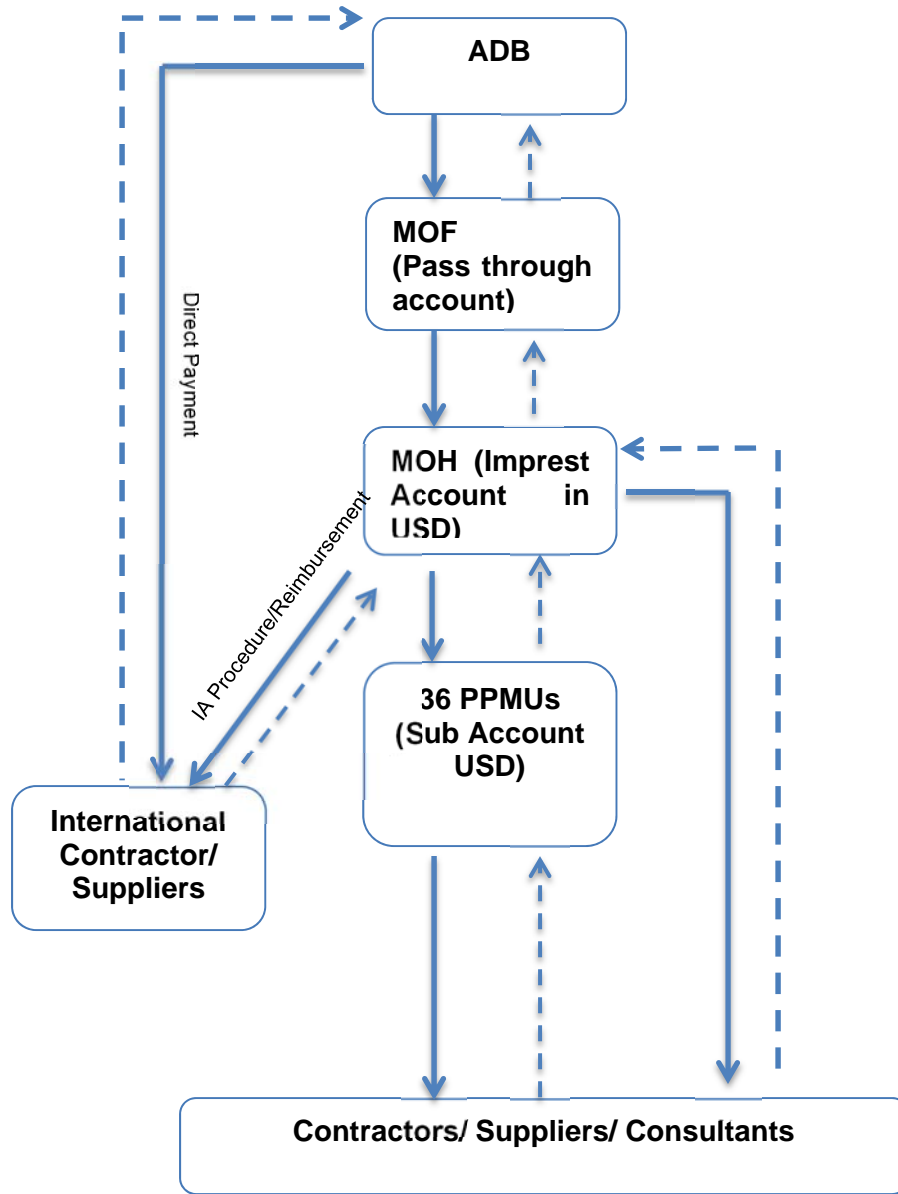 ADB
MOF
(Pass through
account)
Direct Payment
MOH (Imprest
Account in
USD)
IA Procedure/Reimbursement
36 PPMUs
(Sub Account
USD)
International
Contractor/
Suppliers
Contractors/ Suppliers/ Consultants